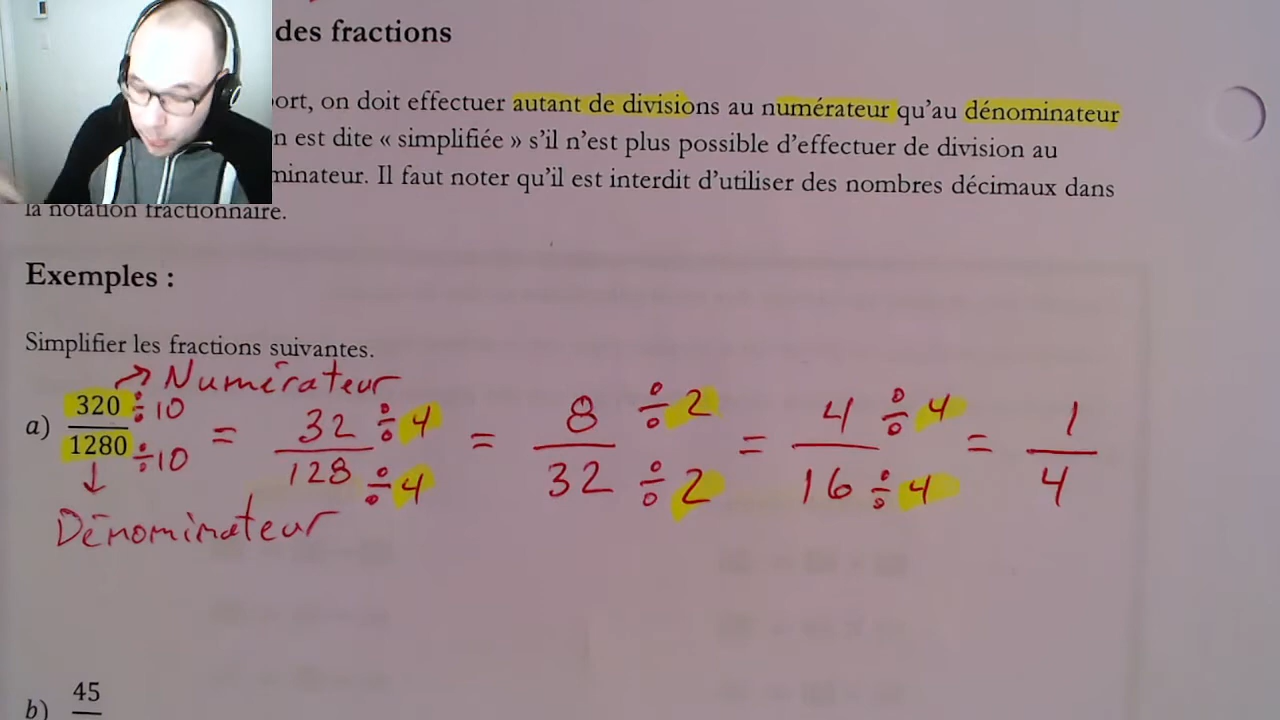 des fractions
ort, on doit effectuer autant de divisions au numérateur qu'au dénominateur
n est dite « simplifiée » s'il n'est plus possible d'effectuer de division au
minateur. Il faut noter qu'il est interdit d'utiliser des nombres décimaux dans
la notation fractionnaire.
Exemples :
Simplifier les fractions suivantes.
→ Numérateur
a) 320/1280 ÷10/÷10 = 32/128 ÷4/÷4 = 8/32 ÷2/÷2 = 4/16 ÷4/÷4 = 1/4
↓
Dénominateur
b) 45